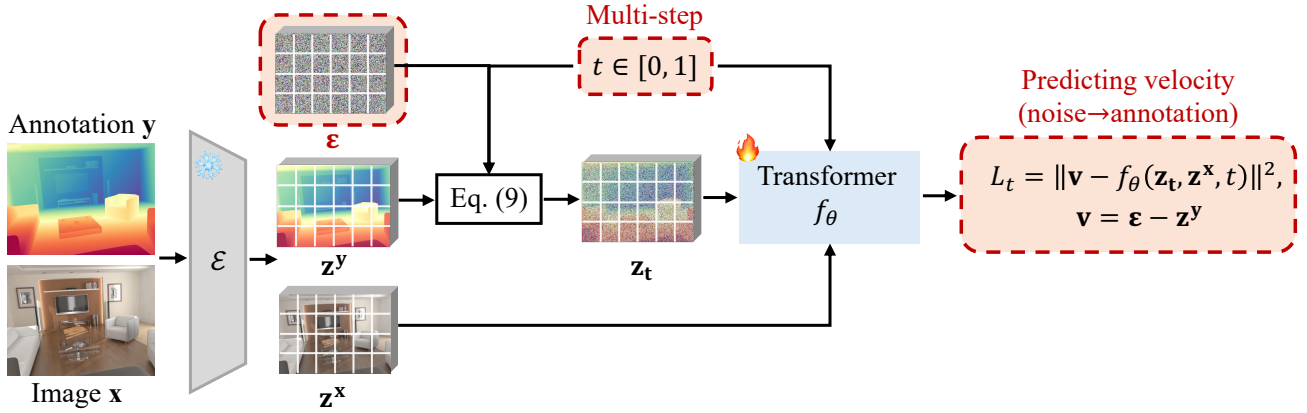 Multi-step
t ∈ [0, 1]
ε
Predicting velocity
(noise→annotation)
Annotation y
Eq. (9)
Transformer
f_θ
L_t = ‖v − f_θ(z_t, z^x, t)‖²,
v = ε − z^y
ℰ
z^y
z_t
Image x
z^x